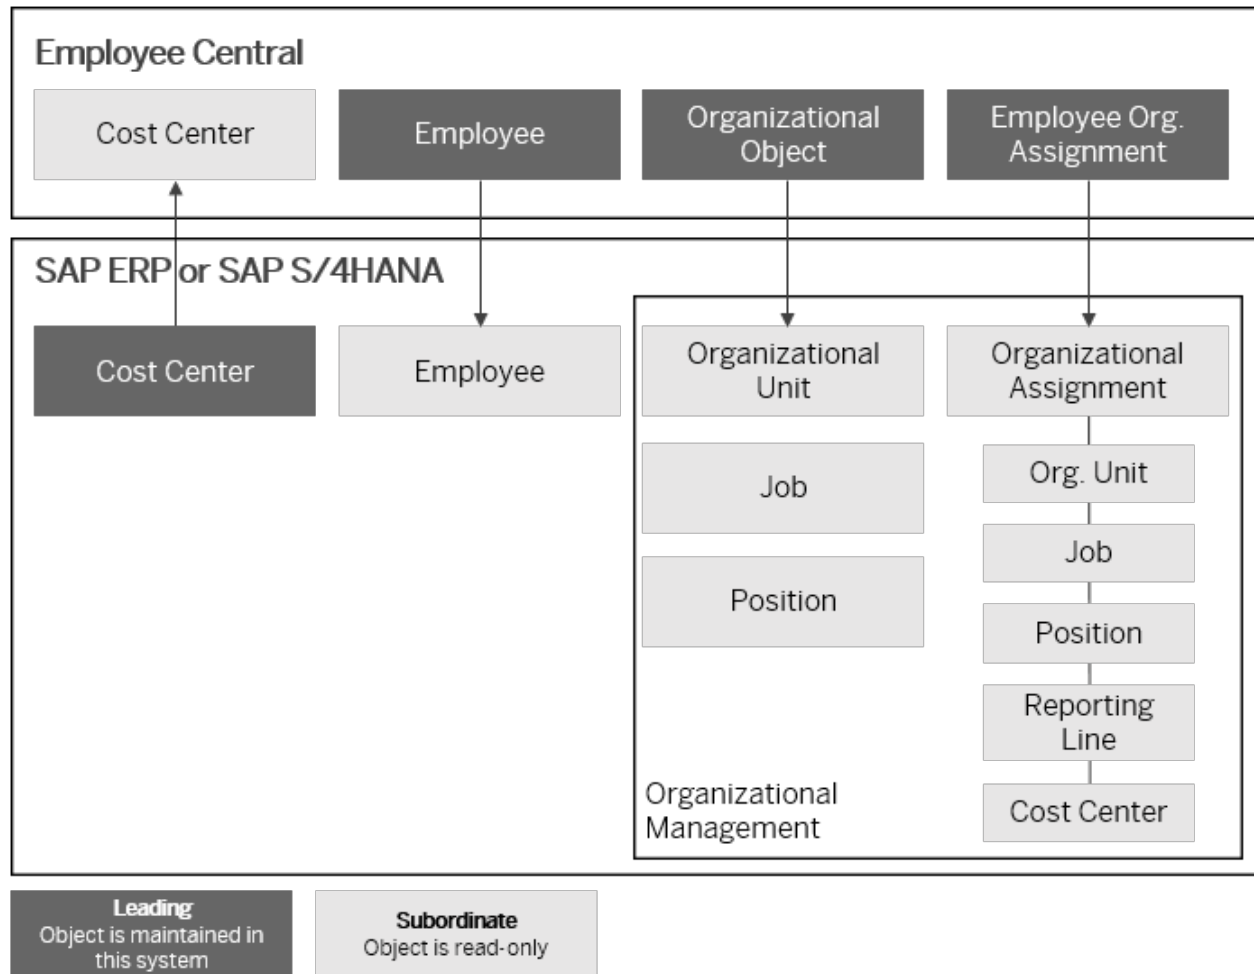 Employee Central
Cost Center
Employee
Organizational
Object
Employee Org.
Assignment
SAP ERP or SAP S/4HANA
Cost Center
Employee
Organizational
Unit
Organizational
Assignment
Job
Position
Org. Unit
Job
Position
Reporting
Line
Cost Center
Organizational
Management
Leading
Object is maintained in
this system
Subordinate
Object is read-only